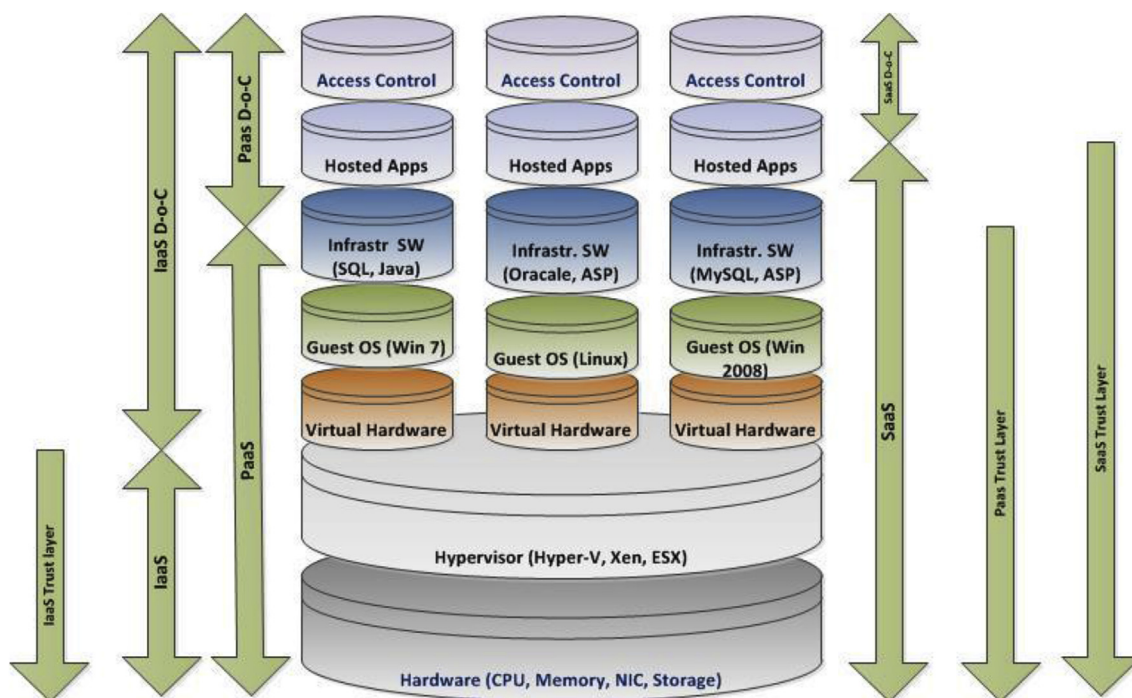 Access Control
Access Control
Access Control
Hosted Apps
Hosted Apps
Hosted Apps
Infrastr SW
(SQL, Java)
Infrastr. SW
(Oracale, ASP)
Infrastr. SW
(MySQL, ASP)
Guest OS (Win 7)
Guest OS (Linux)
Guest OS (Win
2008)
Virtual Hardware
Virtual Hardware
Virtual Hardware
Hypervisor (Hyper-V, Xen, ESX)
Hardware (CPU, Memory, NIC, Storage)
IaaS Trust layer
IaaS D-o-C
IaaS
Paas D-o-C
PaaS
SaaS D-o-C
SaaS
Paas Trust Layer
SaaS Trust Layer